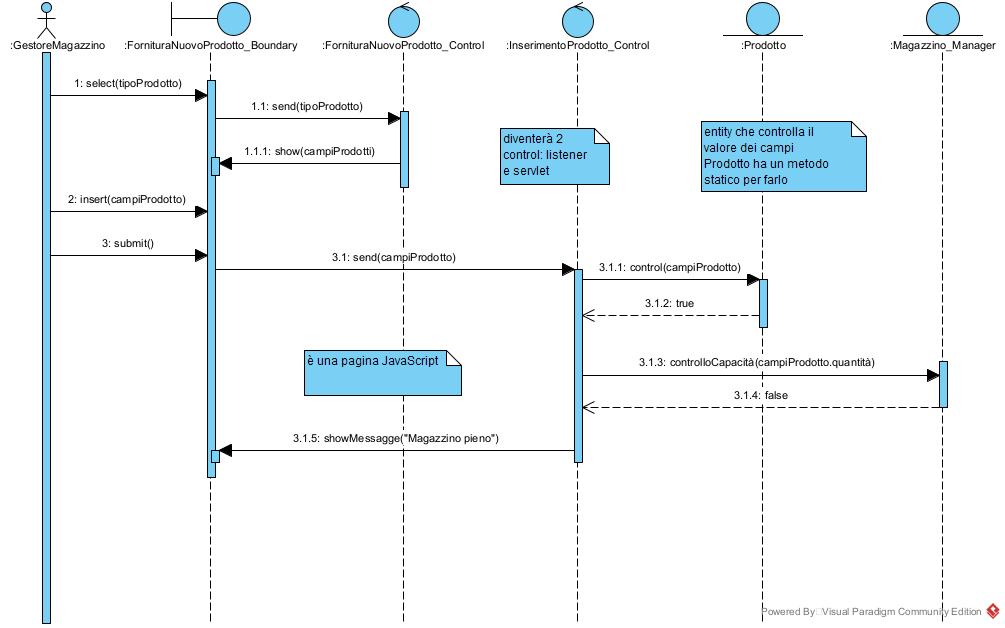 :GestoreMagazzino
:FornituraNuovoProdotto_Boundary
:FornituraNuovoProdotto_Control
:InserimentoProdotto_Control
:Prodotto
:Magazzino_Manager
1: select(tipoProdotto)
1.1: send(tipoProdotto)
1.1.1: show(campiProdotti)
diventerà 2
control: listener
e servlet
entity che controlla il
valore dei campi
Prodotto ha un metodo
statico per farlo
2: insert(campiProdotto)
3: submit()
3.1: send(campiProdotto)
3.1.1: control(campiProdotto)
3.1.2: true
è una pagina JavaScript
3.1.3: controlloCapacità(campiProdotto.quantità)
3.1.4: false
3.1.5: showMessagge("Magazzino pieno")
Powered By Visual Paradigm Community Edition